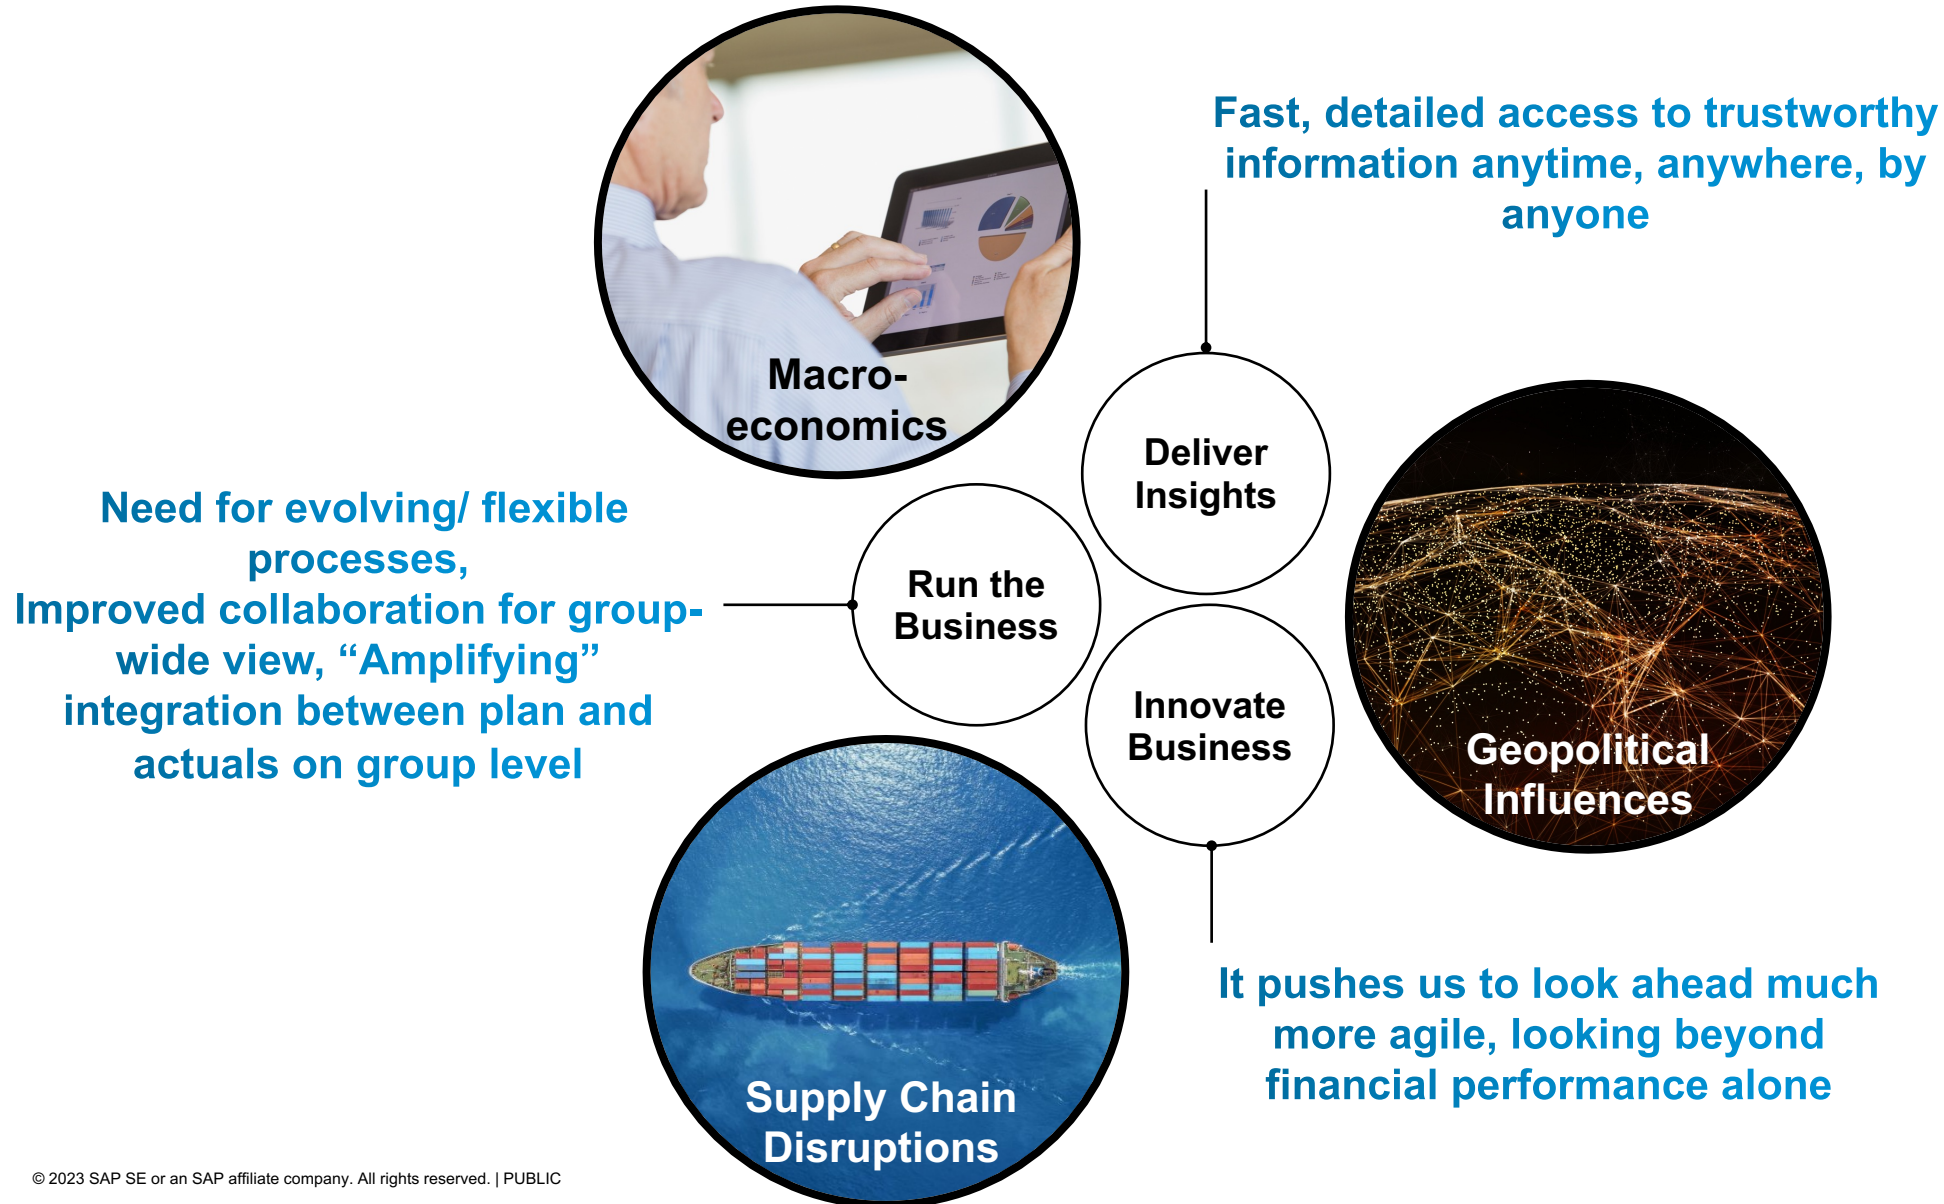 Macro-
economics
Fast, detailed access to trustworthy
information anytime, anywhere, by
anyone
Deliver
Insights
Need for evolving/ flexible
processes,
Improved collaboration for group-
wide view, “Amplifying”
integration between plan and
actuals on group level
Run the
Business
Innovate
Business
Geopolitical
Influences
Supply Chain
Disruptions
It pushes us to look ahead much
more agile, looking beyond
financial performance alone
© 2023 SAP SE or an SAP affiliate company. All rights reserved. | PUBLIC